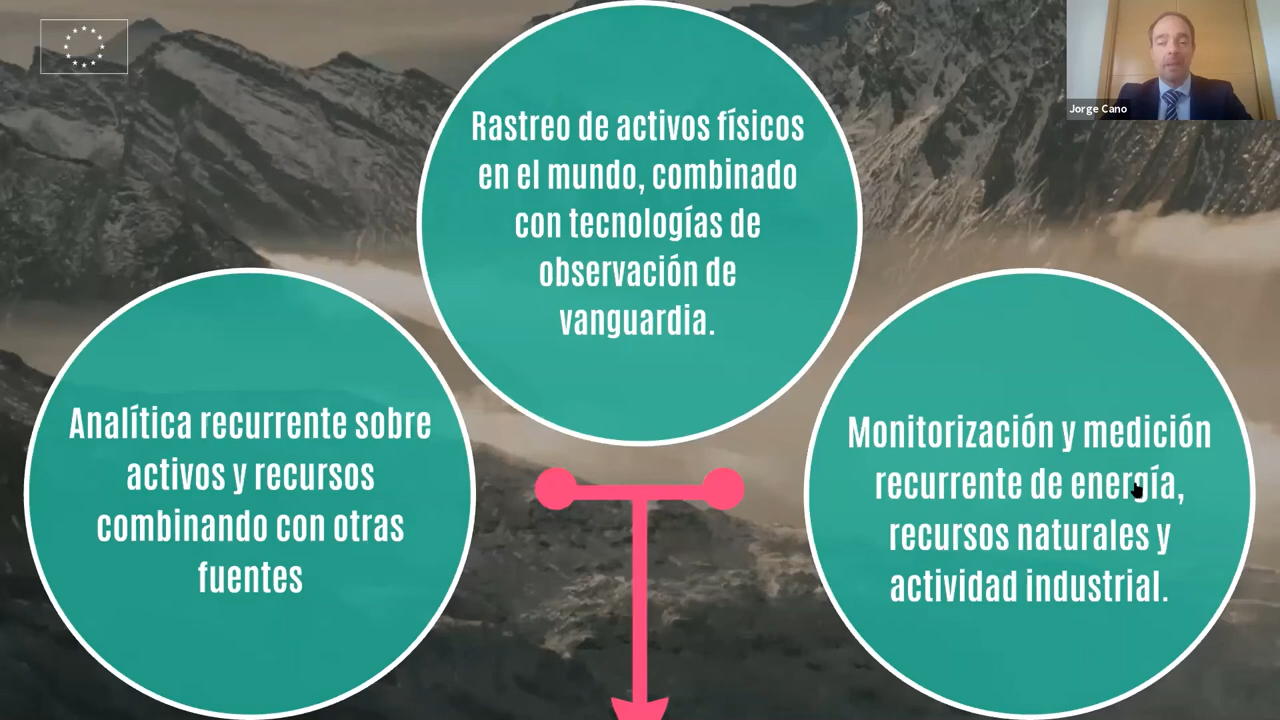 Jorge Cano
Rastreo de activos físicos
en el mundo, combinado
con tecnologías de
observación de
vanguardia.
Analítica recurrente sobre
activos y recursos
combinando con otras
fuentes
Monitorización y medición
recurrente de energía,
recursos naturales y
actividad industrial.